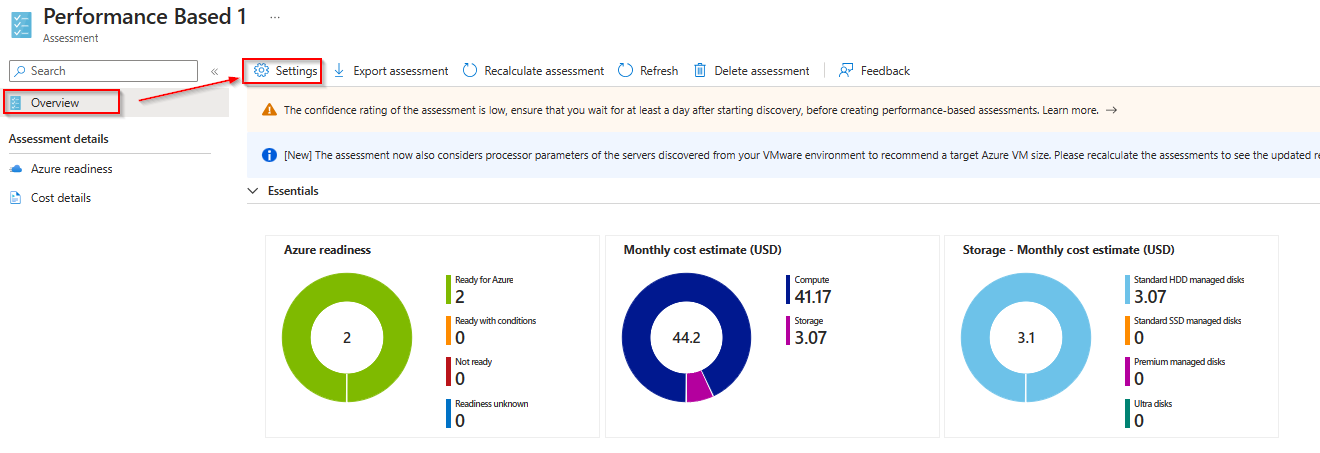 Performance Based 1 ...
Assessment
Search «
Settings Export assessment Recalculate assessment Refresh Delete assessment Feedback
Overview
The confidence rating of the assessment is low, ensure that you wait for at least a day after starting discovery, before creating performance-based assessments. Learn more. →
Assessment details
[New] The assessment now also considers processor parameters of the servers discovered from your VMware environment to recommend a target Azure VM size. Please recalculate the assessments to see the updated re
Azure readiness
Cost details
Essentials
Azure readiness
2
Ready for Azure
2
Ready with conditions
0
Not ready
0
Readiness unknown
0
Monthly cost estimate (USD)
44.2
Compute
41.17
Storage
3.07
Storage - Monthly cost estimate (USD)
3.1
Standard HDD managed disks
3.07
Standard SSD managed disks
0
Premium managed disks
0
Ultra disks
0